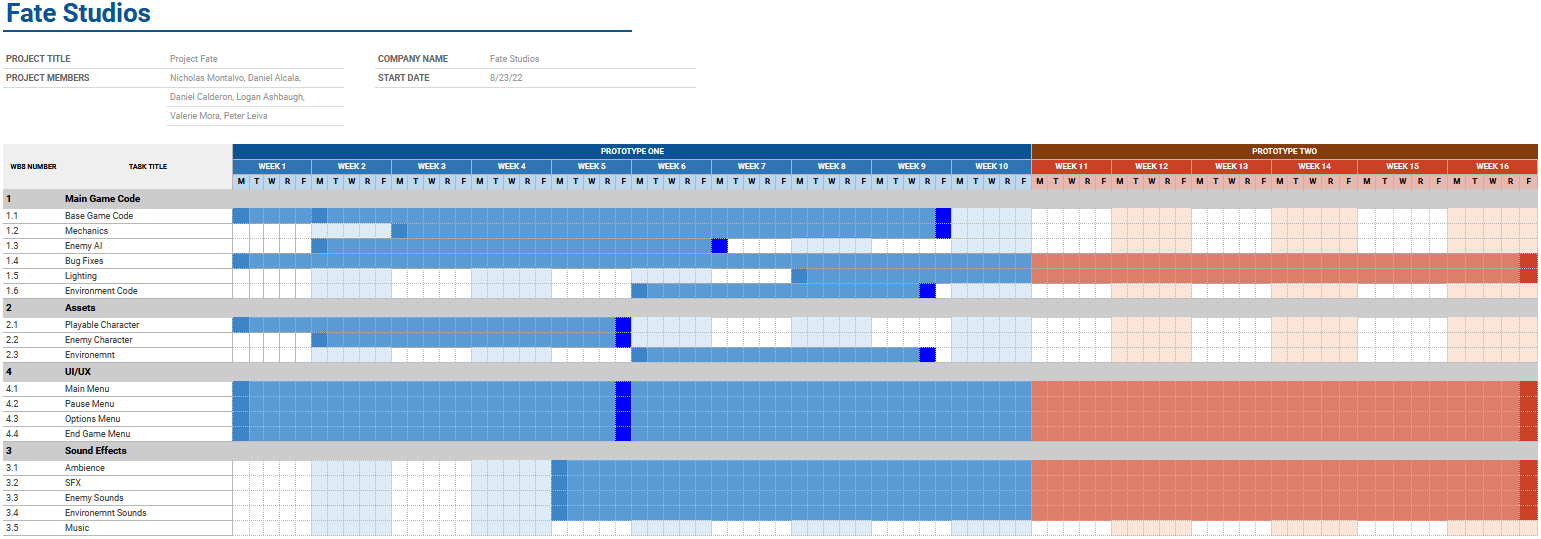 Fate Studios
PROJECT TITLE Project Fate COMPANY NAME Fate Studios
PROJECT MEMBERS Nicholas Montalvo, Daniel Alcala, START DATE 8/23/22
Daniel Calderon, Logan Ashbaugh,
Valerie Mora, Peter Leiva
PROTOTYPE ONE PROTOTYPE TWO
WBS NUMBER TASK TITLE WEEK 1 WEEK 2 WEEK 3 WEEK 4 WEEK 5 WEEK 6 WEEK 7 WEEK 8 WEEK 9 WEEK 10 WEEK 11 WEEK 12 WEEK 13 WEEK 14 WEEK 15 WEEK 16
M T W R F M T W R F M T W R F M T W R F M T W R F M T W R F M T W R F M T W R F M T W R F M T W R F M T W R F M T W R F M T W R F M T W R F M T W R F M T W R F
1 Main Game Code
1.1 Base Game Code
1.2 Mechanics
1.3 Enemy AI
1.4 Bug Fixes
1.5 Lighting
1.6 Environment Code
2 Assets
2.1 Playable Character
2.2 Enemy Character
2.3 Environemnt
4 UI/UX
4.1 Main Menu
4.2 Pause Menu
4.3 Options Menu
4.4 End Game Menu
3 Sound Effects
3.1 Ambience
3.2 SFX
3.3 Enemy Sounds
3.4 Environemnt Sounds
3.5 Music